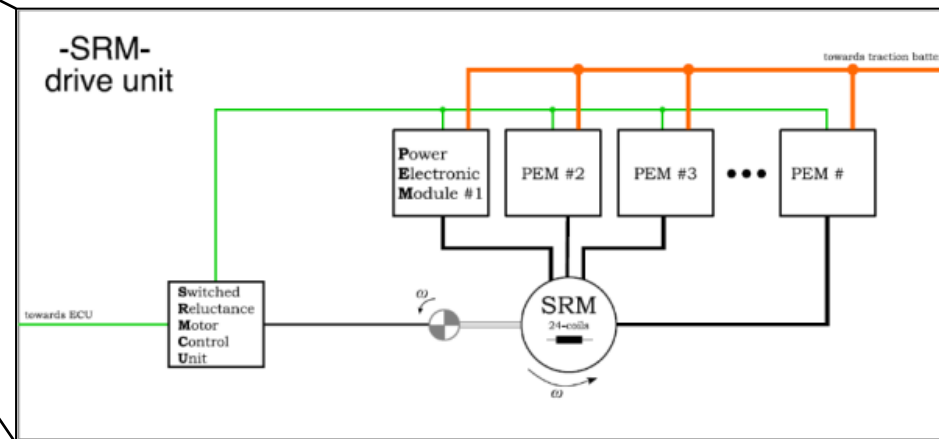 -SRM-
drive unit
towards traction batte
Power
Electronic
Module #1
PEM #2
PEM #3
PEM #
Switched
Reluctance
Motor
Control
Unit
towards ECU
ω
SRM
24-coils
ω